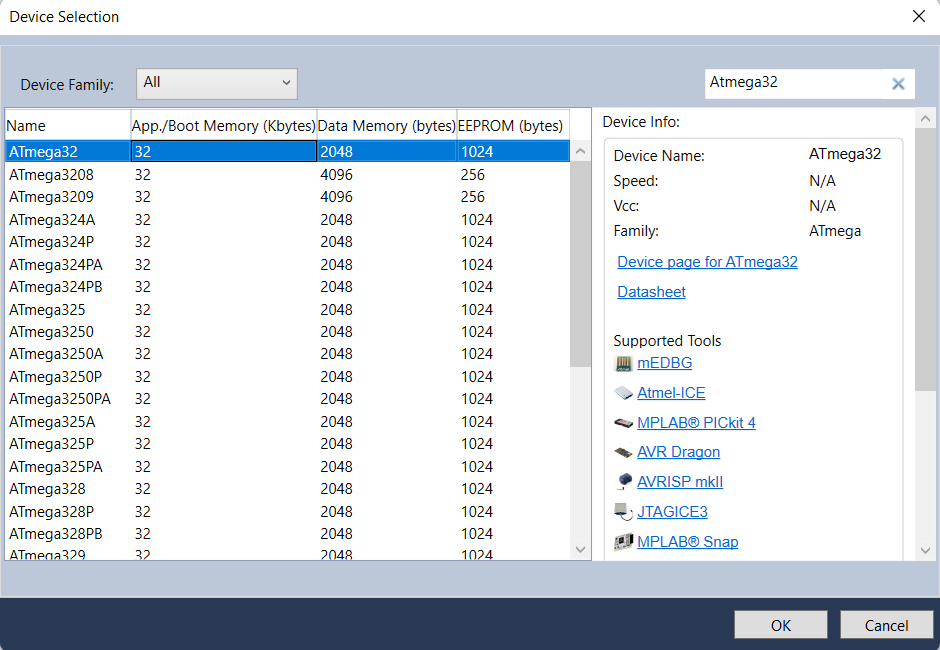 Device Selection
Device Family: All Atmega32
Name App./Boot Memory (Kbytes) Data Memory (bytes) EEPROM (bytes)
ATmega32 32 2048 1024
ATmega3208 32 4096 256
ATmega3209 32 4096 256
ATmega324A 32 2048 1024
ATmega324P 32 2048 1024
ATmega324PA 32 2048 1024
ATmega324PB 32 2048 1024
ATmega325 32 2048 1024
ATmega3250 32 2048 1024
ATmega3250A 32 2048 1024
ATmega3250P 32 2048 1024
ATmega3250PA 32 2048 1024
ATmega325A 32 2048 1024
ATmega325P 32 2048 1024
ATmega325PA 32 2048 1024
ATmega328 32 2048 1024
ATmega328P 32 2048 1024
ATmega328PB 32 2048 1024
ATmega329 32 2048 1024
Device Info:
Device Name: ATmega32
Speed: N/A
Vcc: N/A
Family: ATmega
Device page for ATmega32
Datasheet
Supported Tools
mEDBG
Atmel-ICE
MPLAB® PICkit 4
AVR Dragon
AVRISP mkII
JTAGICE3
MPLAB® Snap
OK Cancel